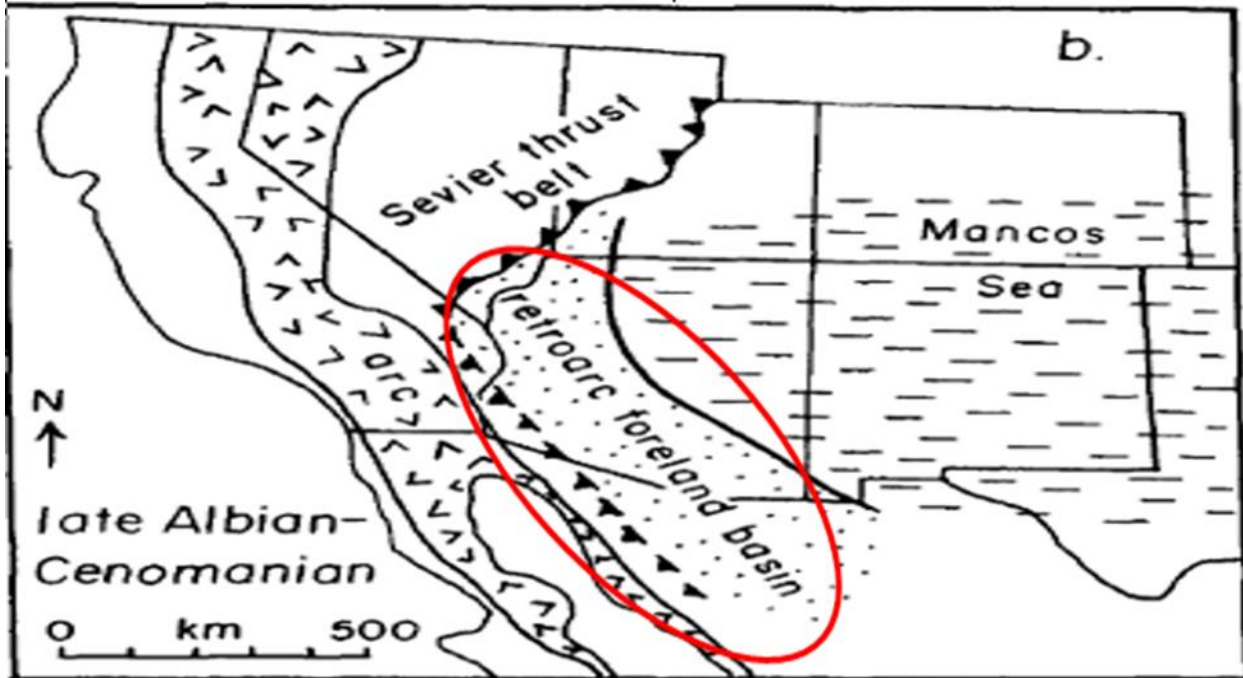 b.
Sevier thrust
belt
Mancos
Sea
retroarc foreland basin
arc
N
late Albian-
Cenomanian
0 km 500